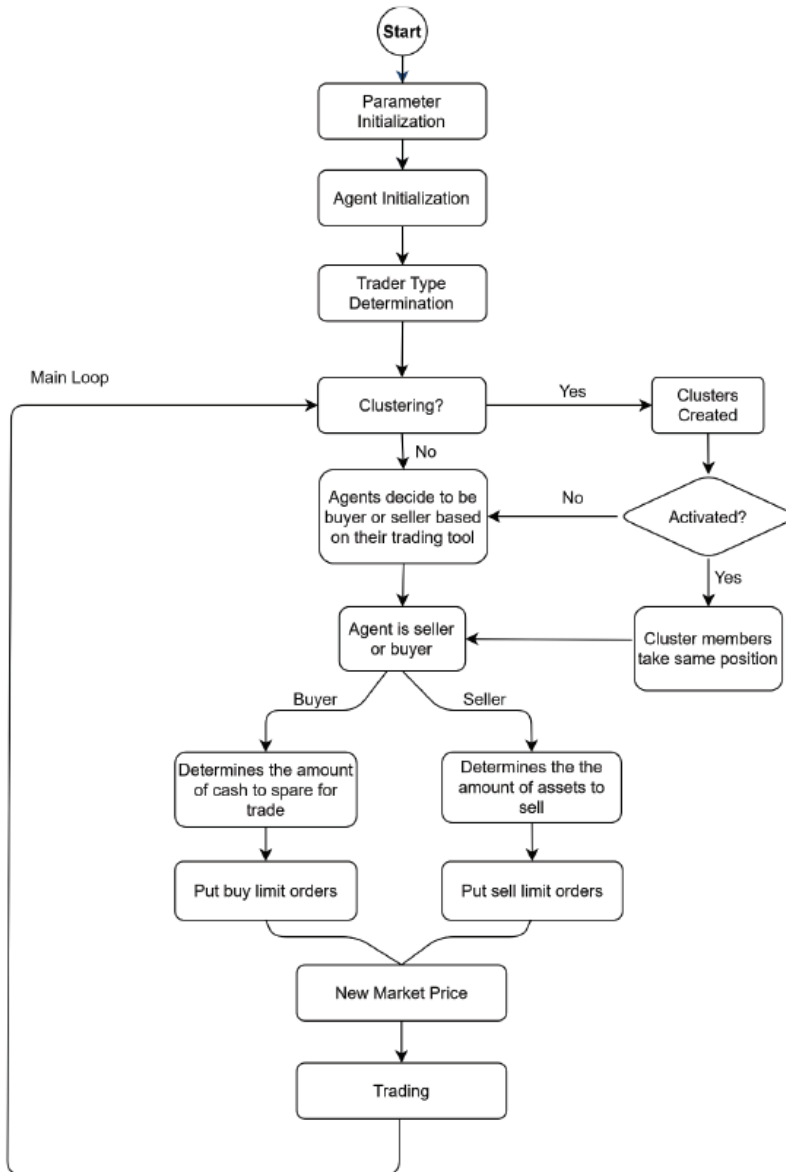 Start
Parameter
Initialization
Agent Initialization
Trader Type
Determination
Main Loop
Clustering?
Yes
Clusters
Created
No
Agents decide to be
buyer or seller based
on their trading tool
No
Activated?
Yes
Agent is seller
or buyer
Cluster members
take same position
Buyer
Seller
Determines the amount
of cash to spare for
trade
Determines the the
amount of assets to
sell
Put buy limit orders
Put sell limit orders
New Market Price
Trading